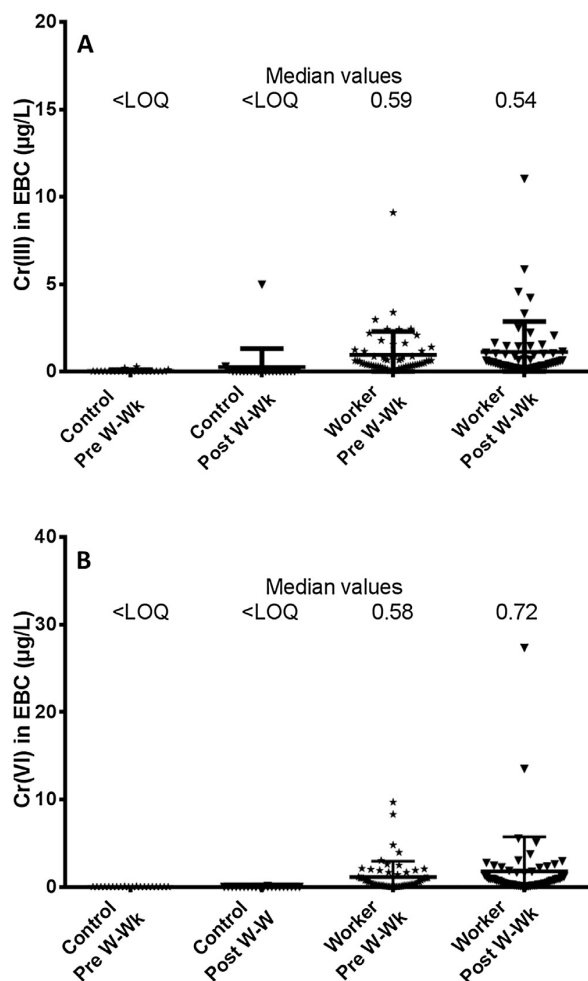 20
A
Median values
<LOQ <LOQ 0.59 0.54
15
10
5
0
Cr(III) in EBC (µg/L)
Control
Pre W-Wk
Control
Post W-Wk
Worker
Pre W-Wk
Worker
Post W-Wk
40
B
Median values
<LOQ <LOQ 0.58 0.72
30
20
10
0
Cr(VI) in EBC (µg/L)
Control
Pre W-Wk
Control
Post W-W
Worker
Pre W-Wk
Worker
Post W-Wk